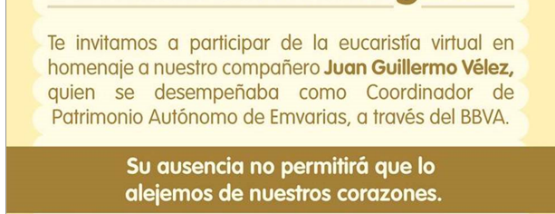 Te invitamos a participar de la eucaristía virtual en
homenaje a nuestro compañero Juan Guillermo Vélez,
quien se desempeñaba como Coordinador de
Patrimonio Autónomo de Emvarias, a través del BBVA.
Su ausencia no permitirá que lo
alejemos de nuestros corazones.